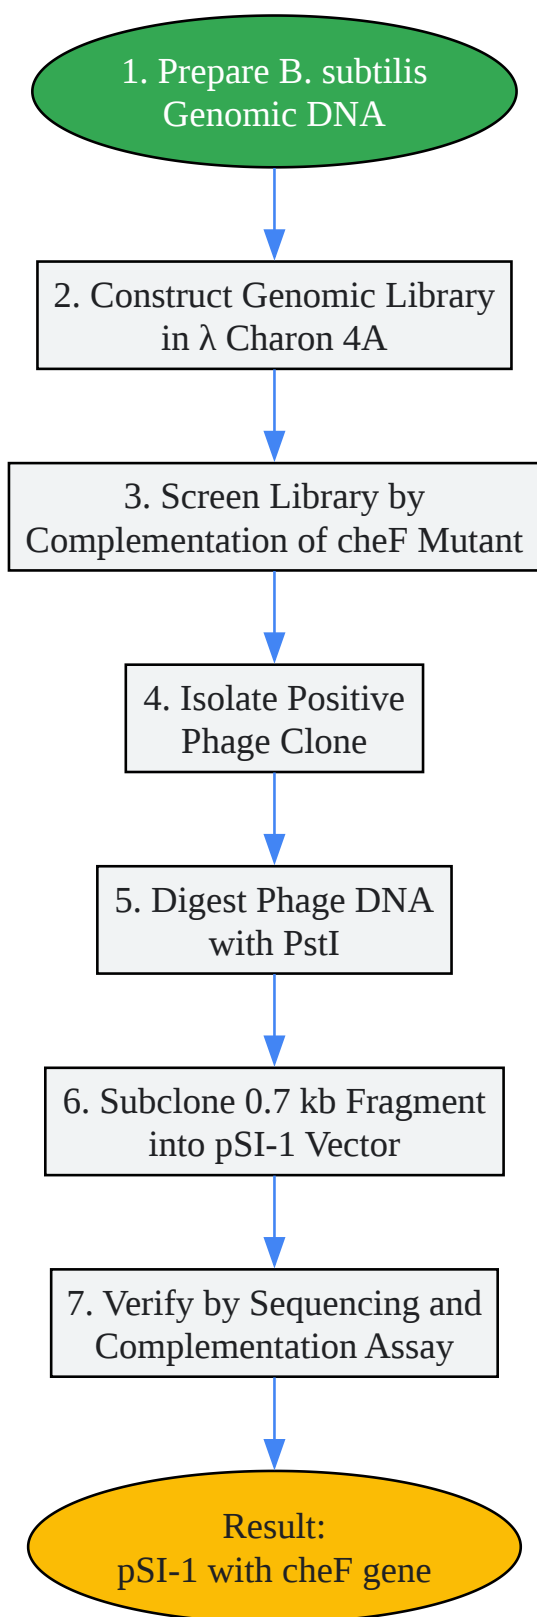 1. Prepare B. subtilis
Genomic DNA
2. Construct Genomic Library
in λ Charon 4A
3. Screen Library by
Complementation of cheF Mutant
4. Isolate Positive
Phage Clone
5. Digest Phage DNA
with PstI
6. Subclone 0.7 kb Fragment
into pSI-1 Vector
7. Verify by Sequencing and
Complementation Assay
Result:
pSI-1 with cheF gene